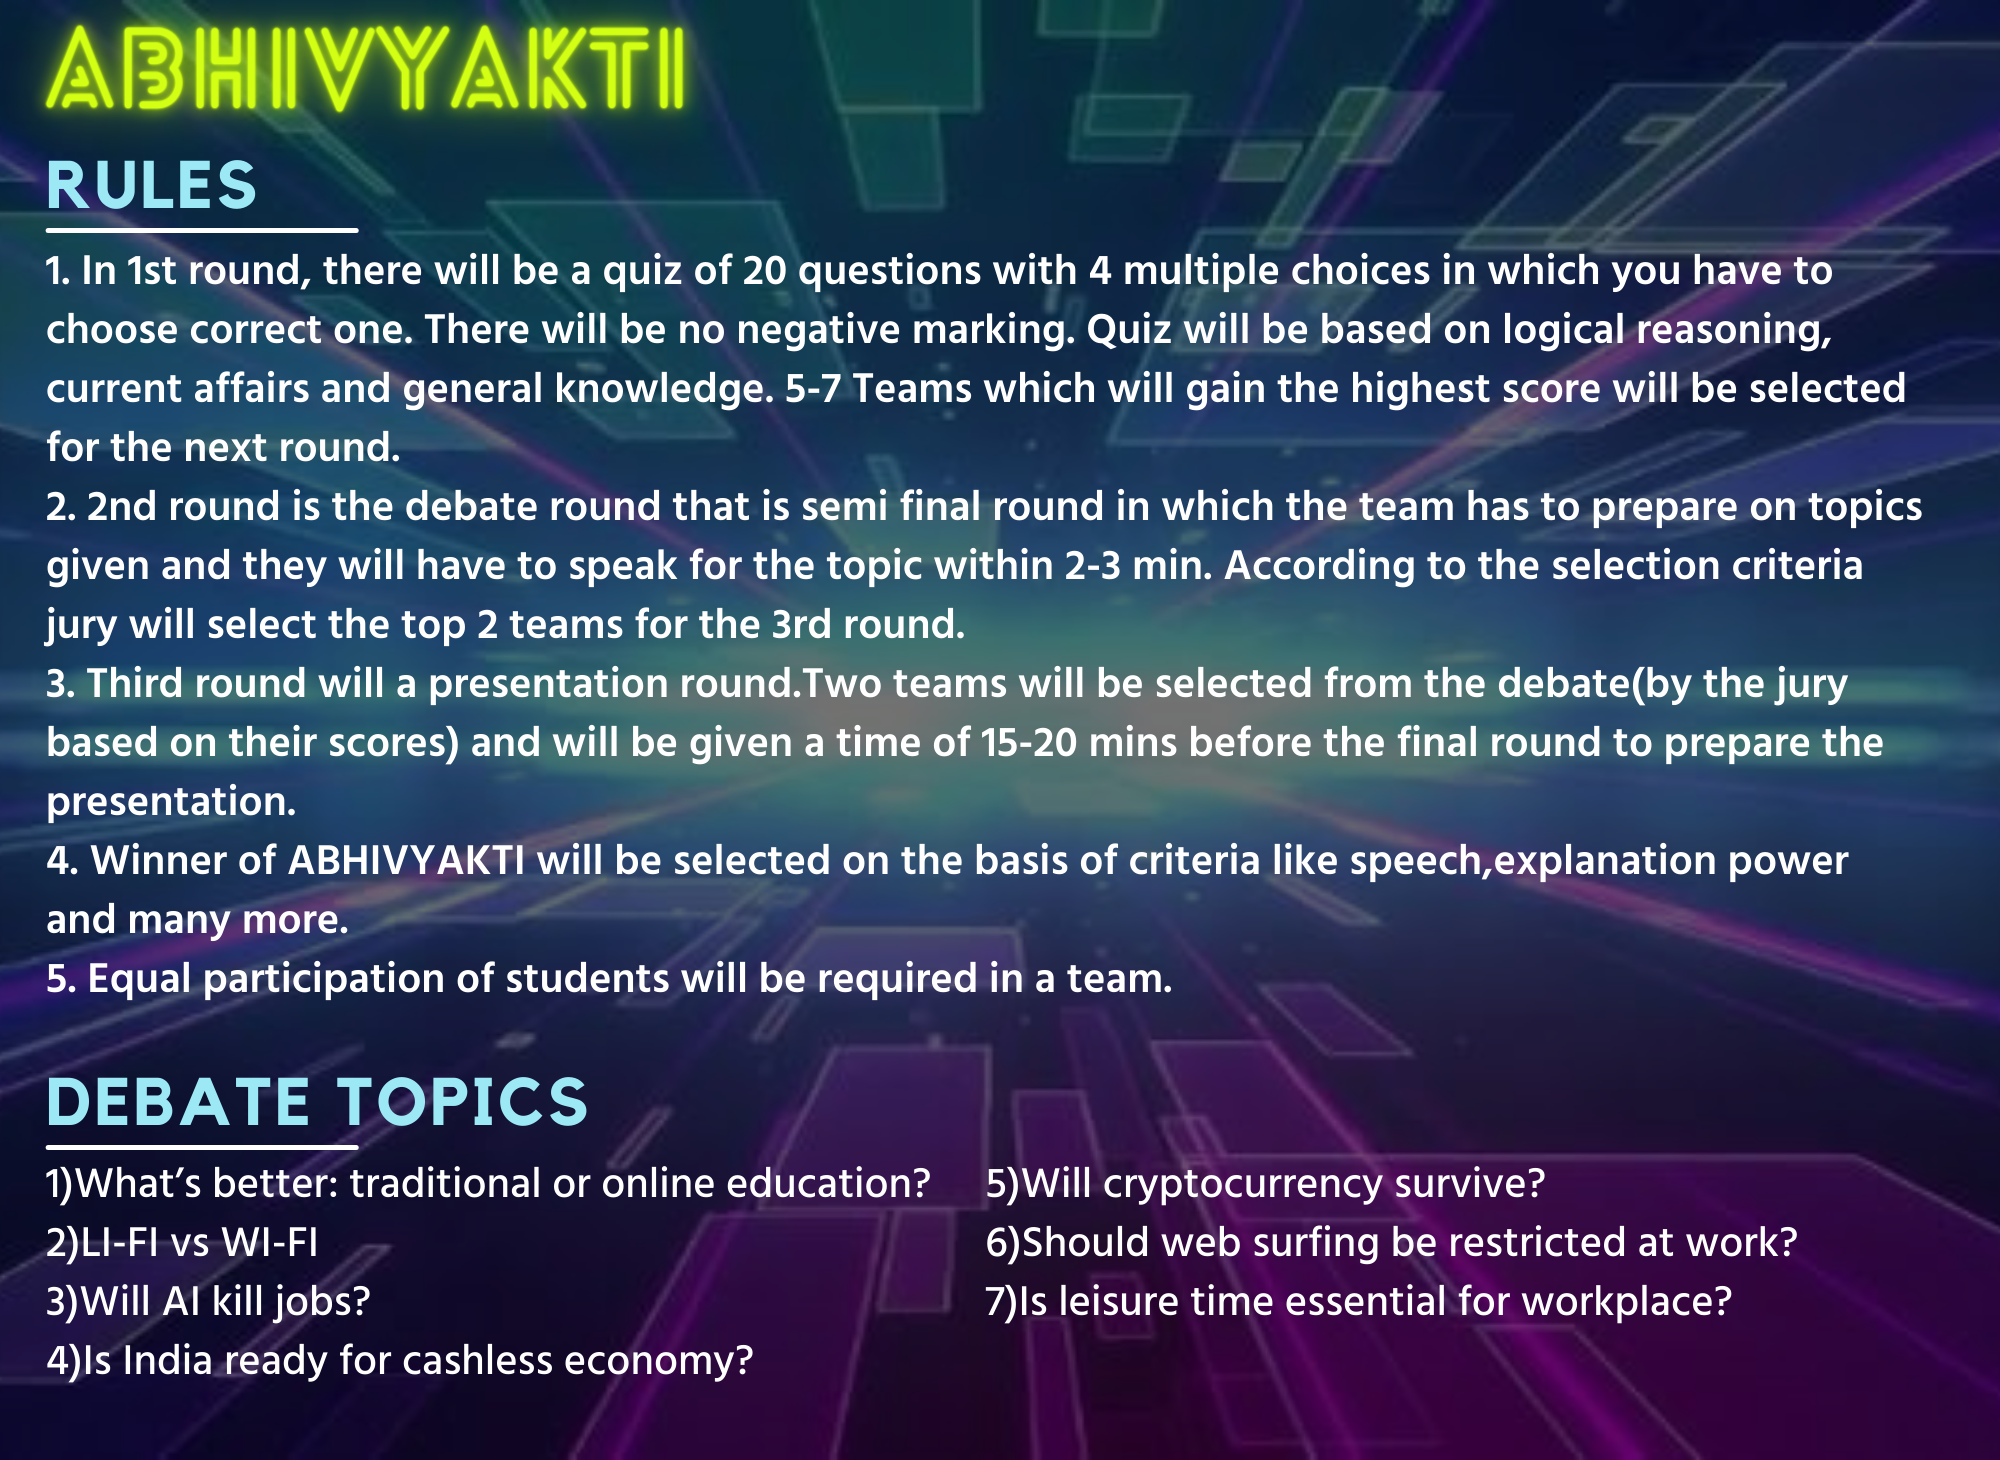 ABHIVYAKTI
RULES
1. In 1st round, there will be a quiz of 20 questions with 4 multiple choices in which you have to
choose correct one. There will be no negative marking. Quiz will be based on logical reasoning,
current affairs and general knowledge. 5-7 Teams which will gain the highest score will be selected
for the next round.
2. 2nd round is the debate round that is semi final round in which the team has to prepare on topics
given and they will have to speak for the topic within 2-3 min. According to the selection criteria
jury will select the top 2 teams for the 3rd round.
3. Third round will a presentation round.Two teams will be selected from the debate(by the jury
based on their scores) and will be given a time of 15-20 mins before the final round to prepare the
presentation.
4. Winner of ABHIVYAKTI will be selected on the basis of criteria like speech,explanation power
and many more.
5. Equal participation of students will be required in a team.
DEBATE TOPICS
1)What’s better: traditional or online education?
2)LI-FI vs WI-FI
3)Will AI kill jobs?
4)Is India ready for cashless economy?
5)Will cryptocurrency survive?
6)Should web surfing be restricted at work?
7)Is leisure time essential for workplace?